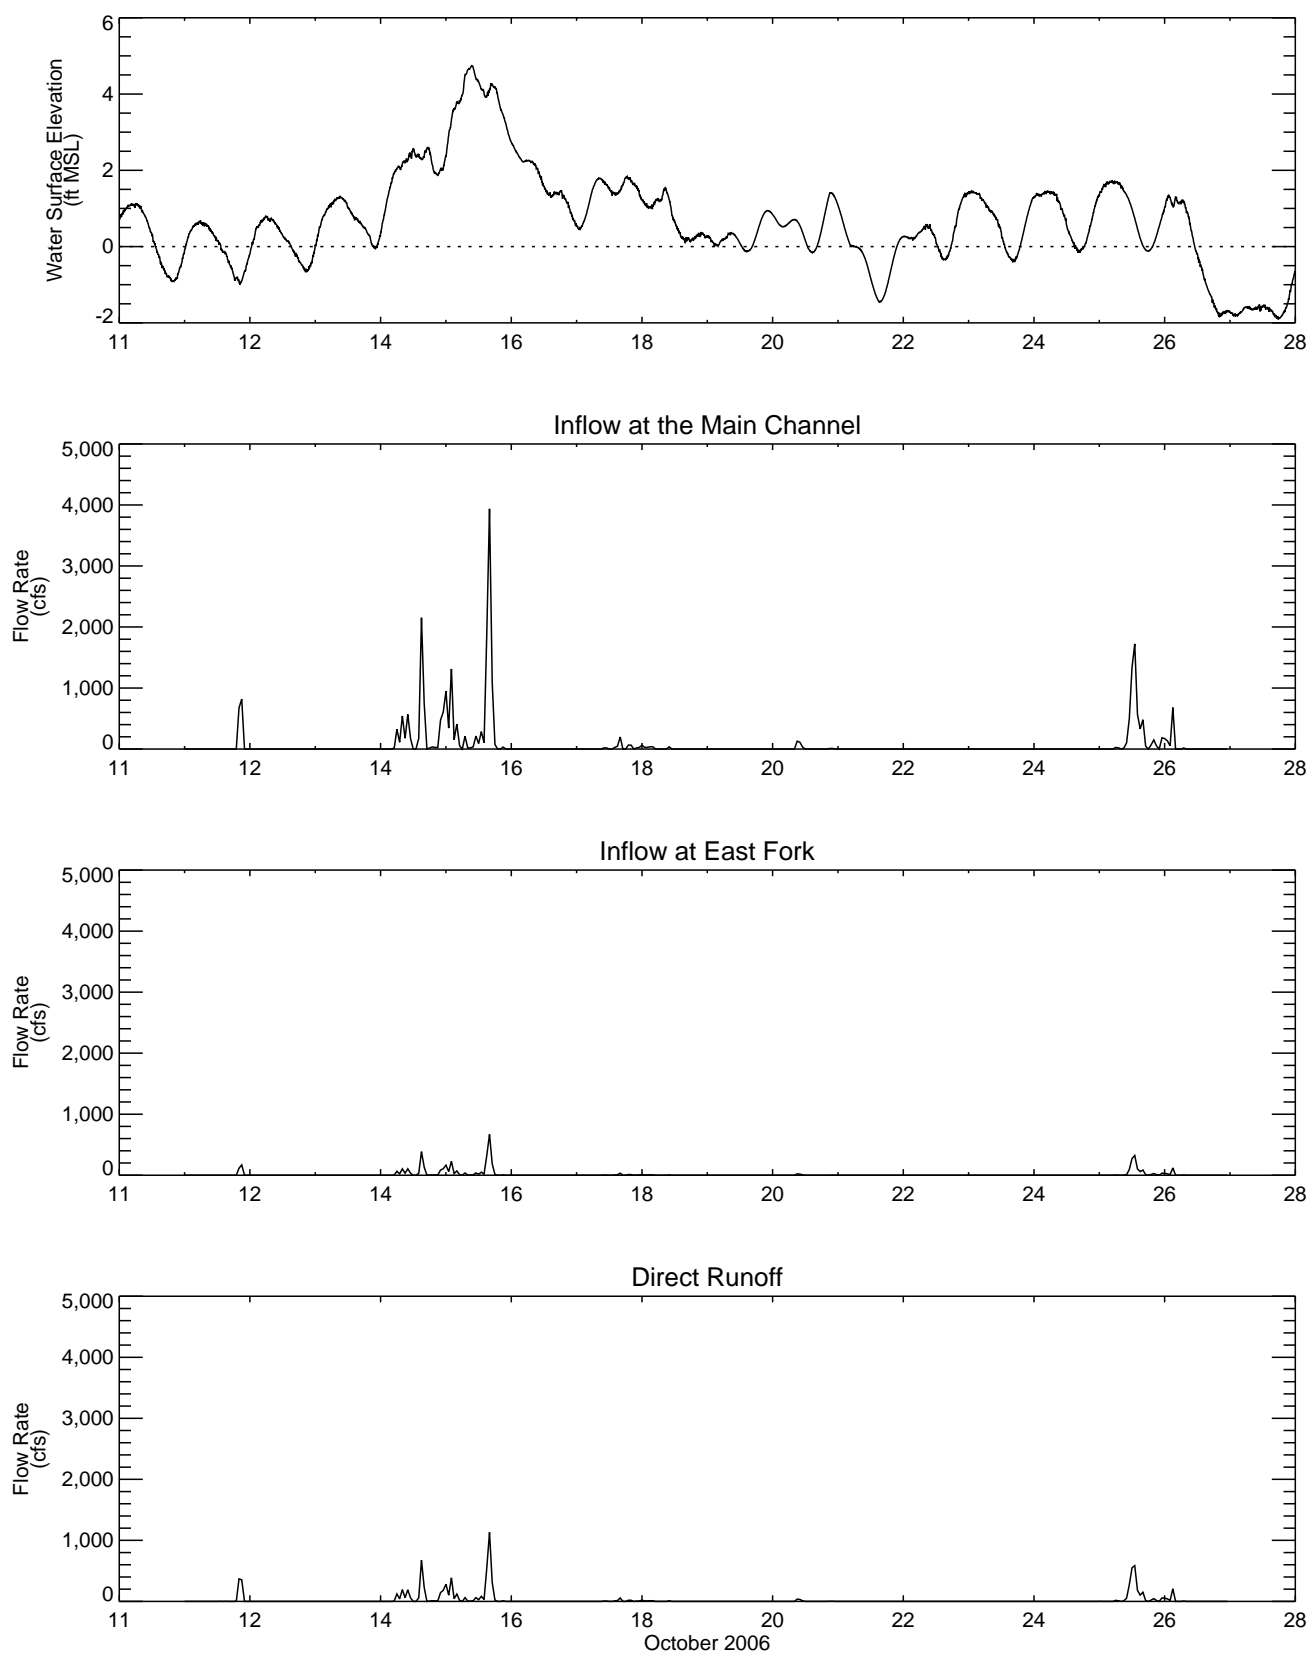 6
4
2
0
-2
Water Surface Elevation
(ft MSL)
11 12 14 16 18 20 22 24 26 28
Inflow at the Main Channel
5,000
4,000
3,000
2,000
1,000
0
Flow Rate
(cfs)
11 12 14 16 18 20 22 24 26 28
Inflow at East Fork
5,000
4,000
3,000
2,000
1,000
0
Flow Rate
(cfs)
11 12 14 16 18 20 22 24 26 28
Direct Runoff
5,000
4,000
3,000
2,000
1,000
0
Flow Rate
(cfs)
11 12 14 16 18 20 22 24 26 28
October 2006